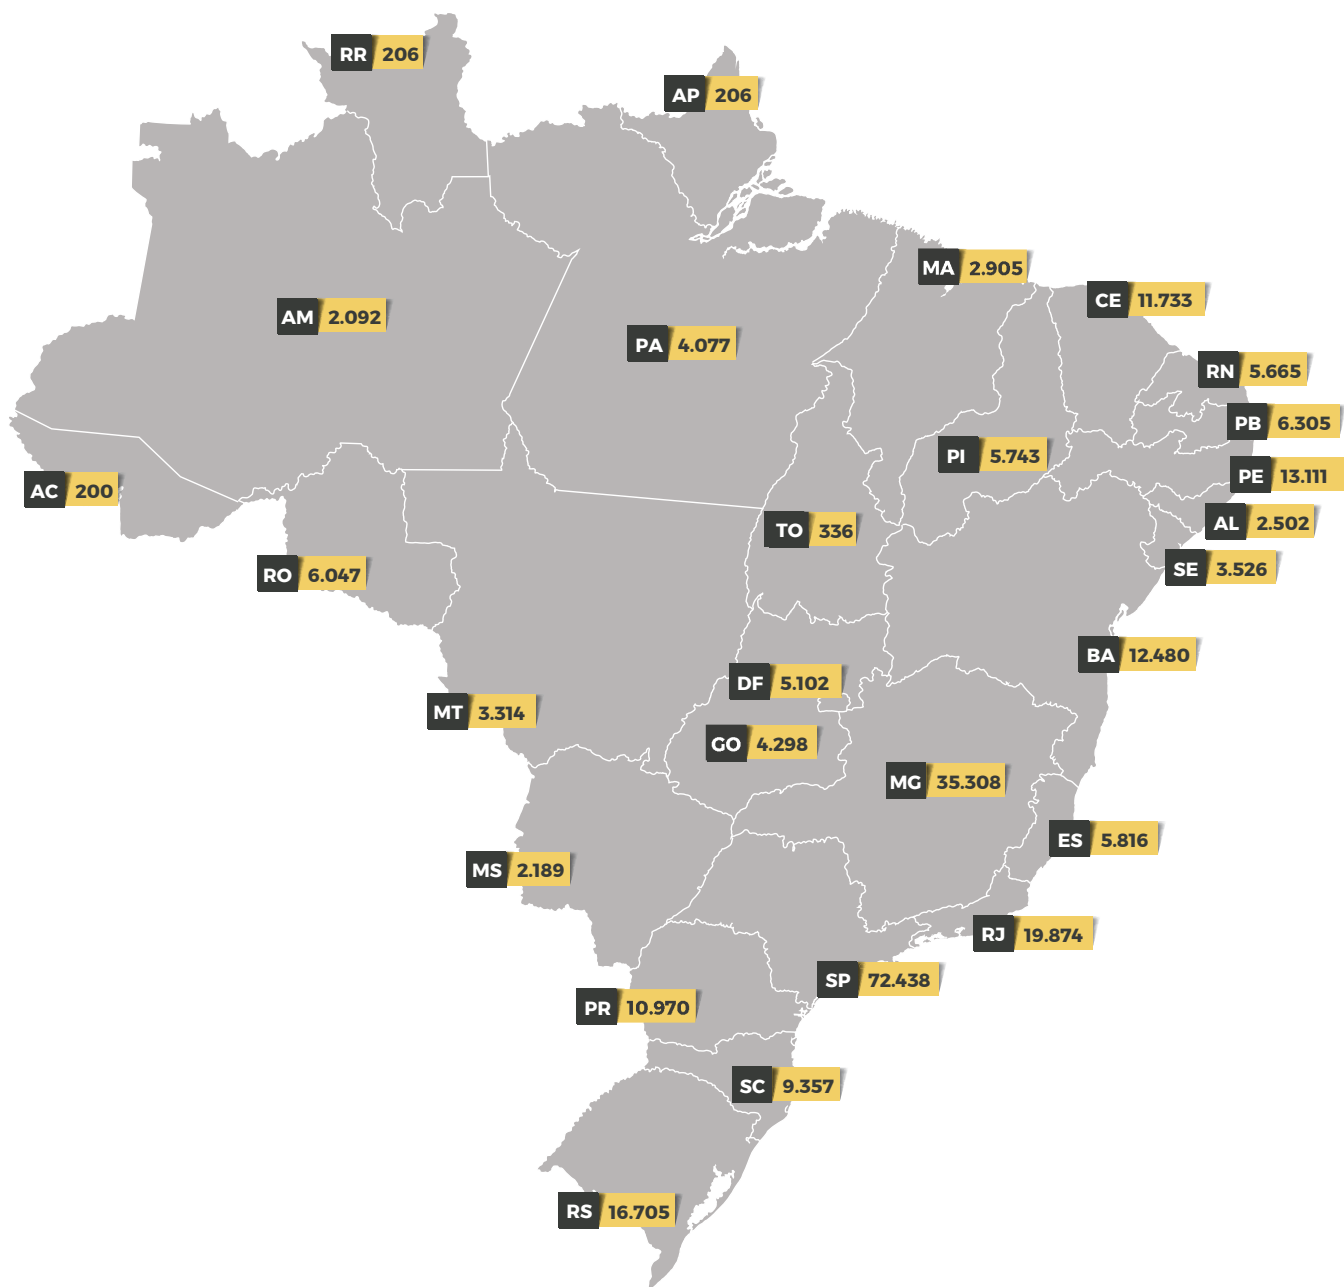 RR 206
AP 206
MA 2.905
CE 11.733
AM 2.092
PA 4.077
RN 5.665
PB 6.305
PI 5.743
PE 13.111
AC 200
AL 2.502
TO 336
SE 3.526
RO 6.047
BA 12.480
DF 5.102
MT 3.314
GO 4.298
MG 35.308
ES 5.816
MS 2.189
RJ 19.874
SP 72.438
PR 10.970
SC 9.357
RS 16.705